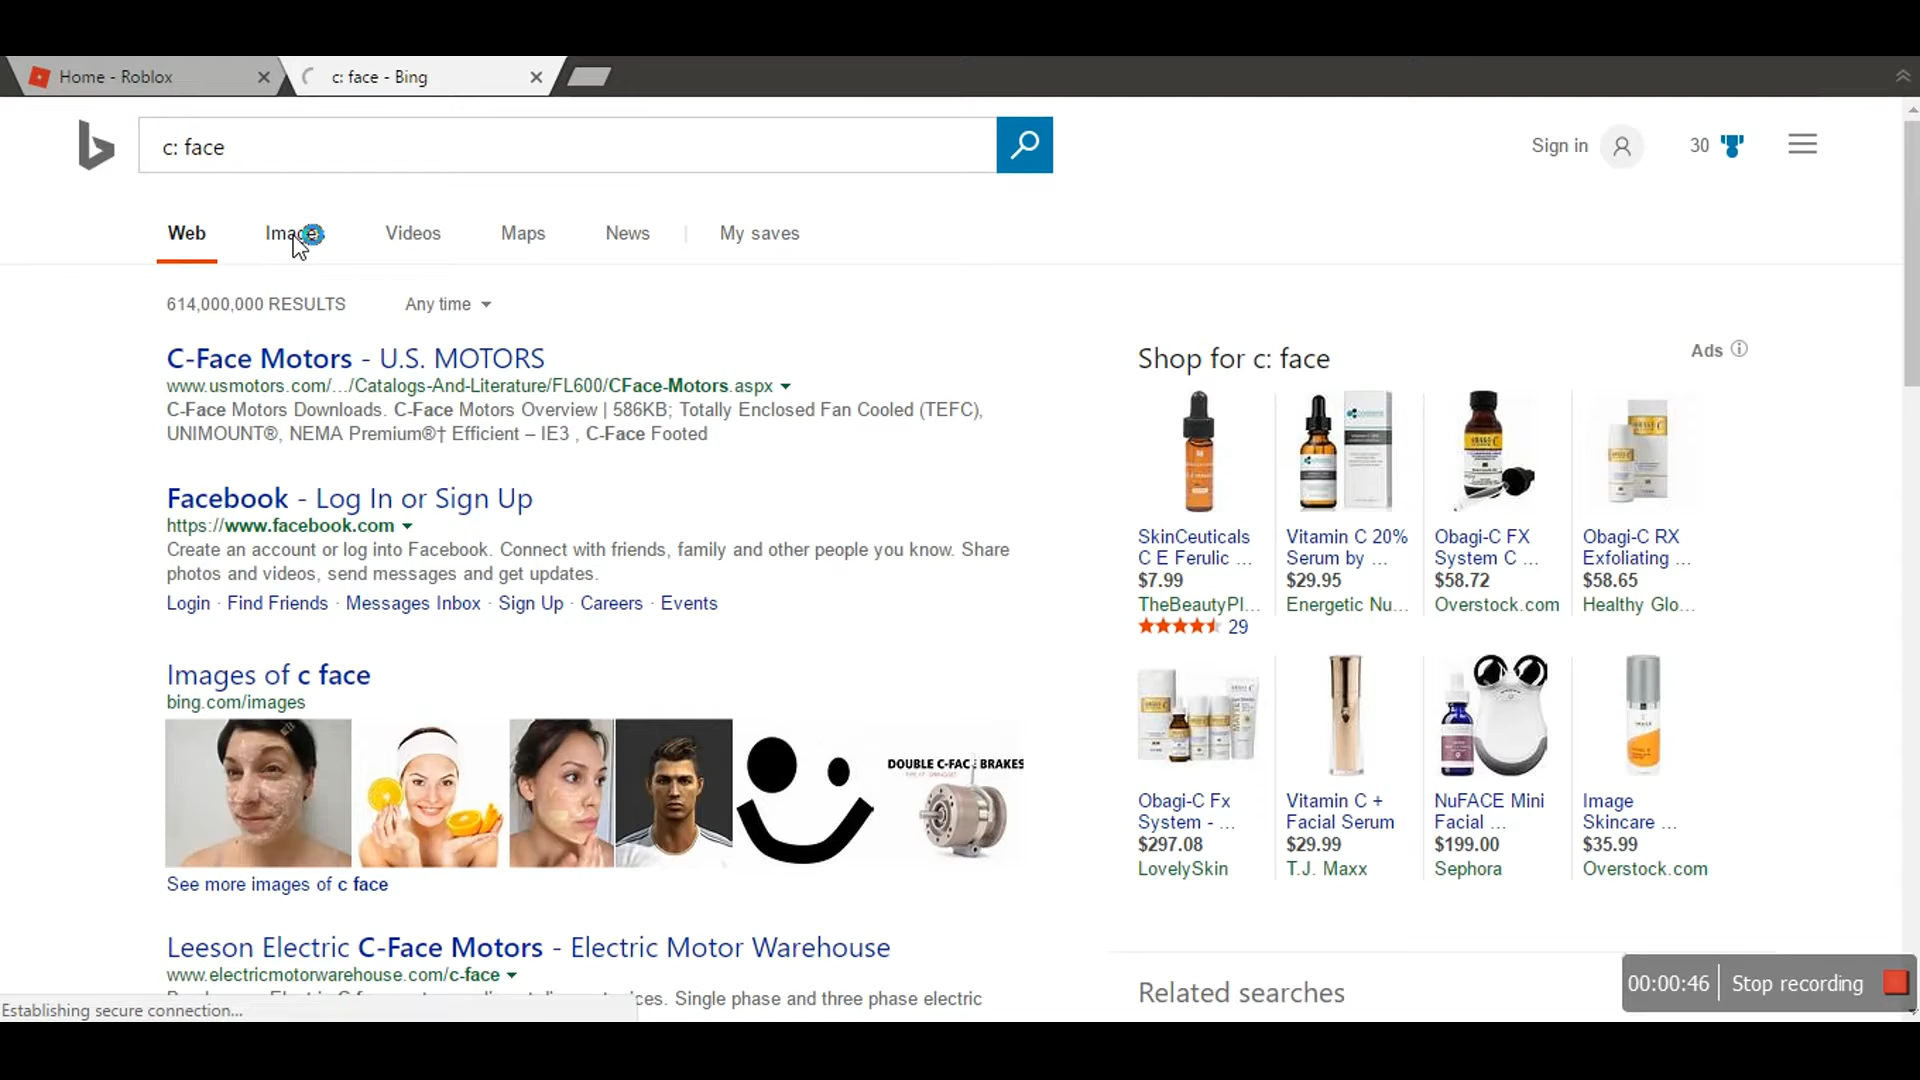 Home - Roblox
c: face - Bing
c: face
Sign in
30
Web
Videos
Maps
News
My saves
614,000,000 RESULTS
Any time
C-Face Motors - U.S. MOTORS
www.usmotors.com/.../Catalogs-And-Literature/FL600/CFace-Motors.aspx
C-Face Motors Downloads. C-Face Motors Overview | 586KB; Totally Enclosed Fan Cooled (TEFC),
UNIMOUNT®, NEMA Premium®† Efficient – IE3 , C-Face Footed
Facebook - Log In or Sign Up
https://www.facebook.com
Create an account or log into Facebook. Connect with friends, family and other people you know. Share
photos and videos, send messages and get updates.
Login · Find Friends · Messages Inbox · Sign Up · Careers · Events
Images of c face
bing.com/images
DOUBLE C-FACE BRAKES
See more images of c face
Leeson Electric C-Face Motors - Electric Motor Warehouse
www.electricmotorwarehouse.com/c-face
Single phase and three phase electric
Establishing secure connection...
Shop for c: face
Ads
SkinCeuticals
C E Ferulic ...
$7.99
TheBeautyPl...
29
Vitamin C 20%
Serum by ...
$29.95
Energetic Nu...
Obagi-C FX
System C ...
$58.72
Overstock.com
Obagi-C RX
Exfoliating ...
$58.65
Healthy Glo...
Obagi-C Fx
System - ...
$297.08
LovelySkin
Vitamin C +
Facial Serum
$29.99
T.J. Maxx
NuFACE Mini
Facial ...
$199.00
Sephora
Image
Skincare ...
$35.99
Overstock.com
Related searches
00:00:46
Stop recording